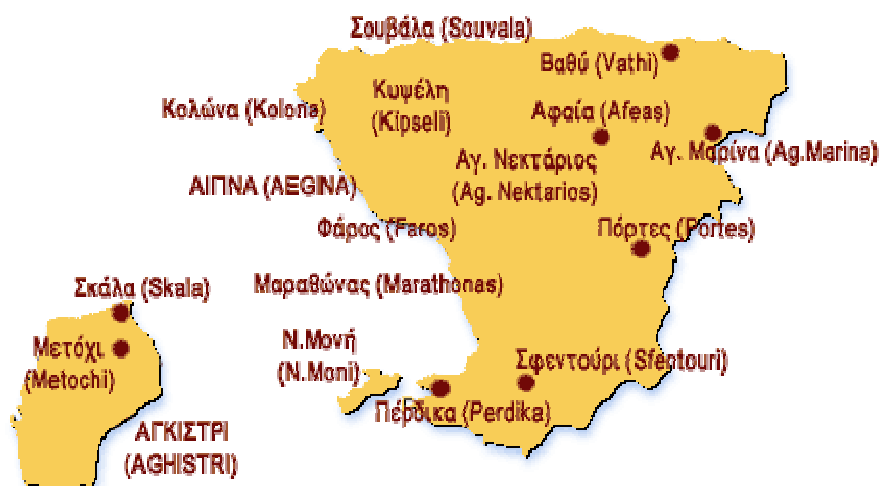 Σουβάλα (Souvala)
Βαθύ (Vathi)
Κυψέλη
(Kipseli)
Κολώνα (Kolona)
Αφαία (Afeas)
Αγ. Μαρίνα (Ag.Marina)
Αγ. Νεκτάριος
(Ag. Nektarios)
ΑΙΓΙΝΑ (AEGINA)
Φάρος (Faros)
Πόρτες (Portes)
Σκάλα (Skala)
Μαραθώνας (Marathonas)
Μετόχι
(Metochi)
Ν.Μονή
(N.Moni)
Σφεντούρι (Sfentouri)
Πέρδικα (Perdika)
ΑΓΚΙΣΤΡΙ
(AGHISTRI)